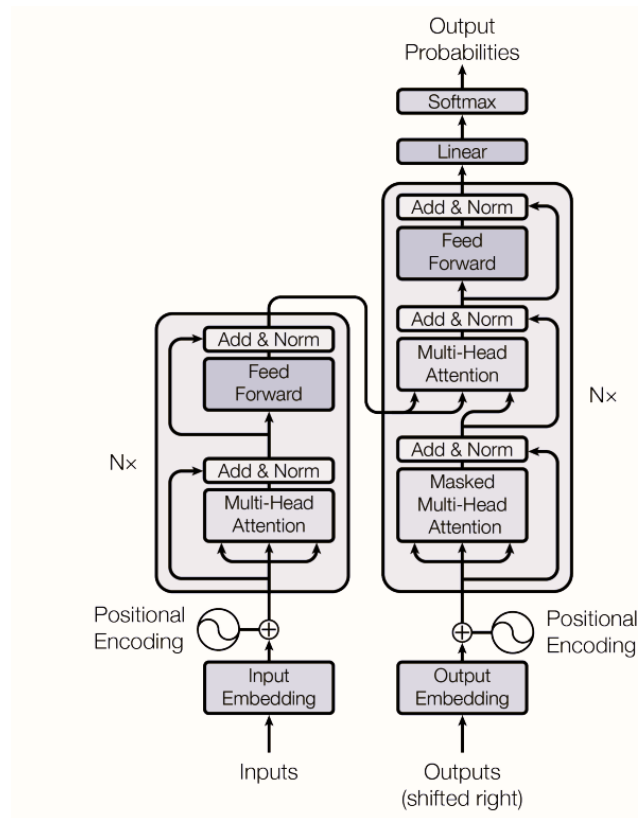 Output
Probabilities
Softmax
Linear
Add & Norm
Feed
Forward
Add & Norm
Multi-Head
Attention
Add & Norm
Masked
Multi-Head
Attention
N×
Add & Norm
Feed
Forward
Add & Norm
Multi-Head
Attention
N×
Positional
Encoding
Positional
Encoding
Input
Embedding
Output
Embedding
Inputs
Outputs
(shifted right)